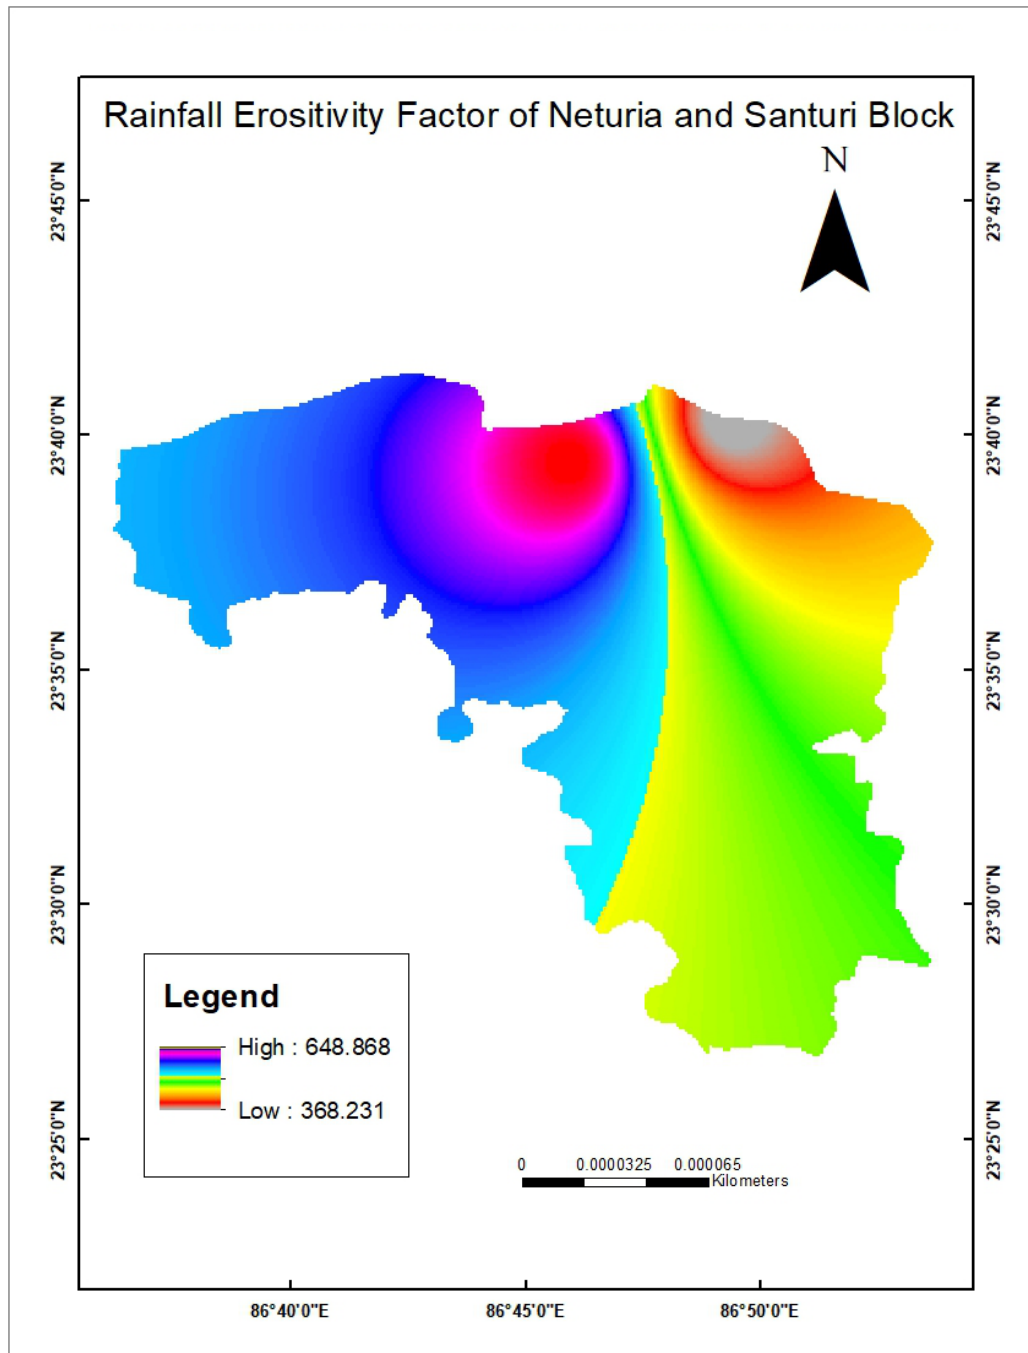 Rainfall Erositivity Factor of Neturia and Santuri Block
N
23°45'0"N
23°45'0"N
23°40'0"N
23°40'0"N
23°35'0"N
23°35'0"N
23°30'0"N
23°30'0"N
23°25'0"N
23°25'0"N
Legend
High : 648.868
Low : 368.231
0 0.0000325 0.000065
Kilometers
86°40'0"E 86°45'0"E 86°50'0"E